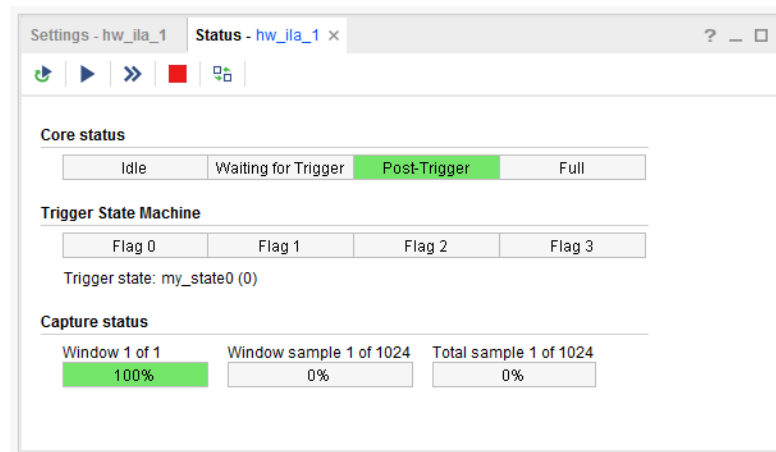 Settings - hw_ila_1 Status - hw_ila_1 ×
? _
Core status
Idle Waiting for Trigger Post-Trigger Full
Trigger State Machine
Flag 0 Flag 1 Flag 2 Flag 3
Trigger state: my_state0 (0)
Capture status
Window 1 of 1 Window sample 1 of 1024 Total sample 1 of 1024
100% 0% 0%